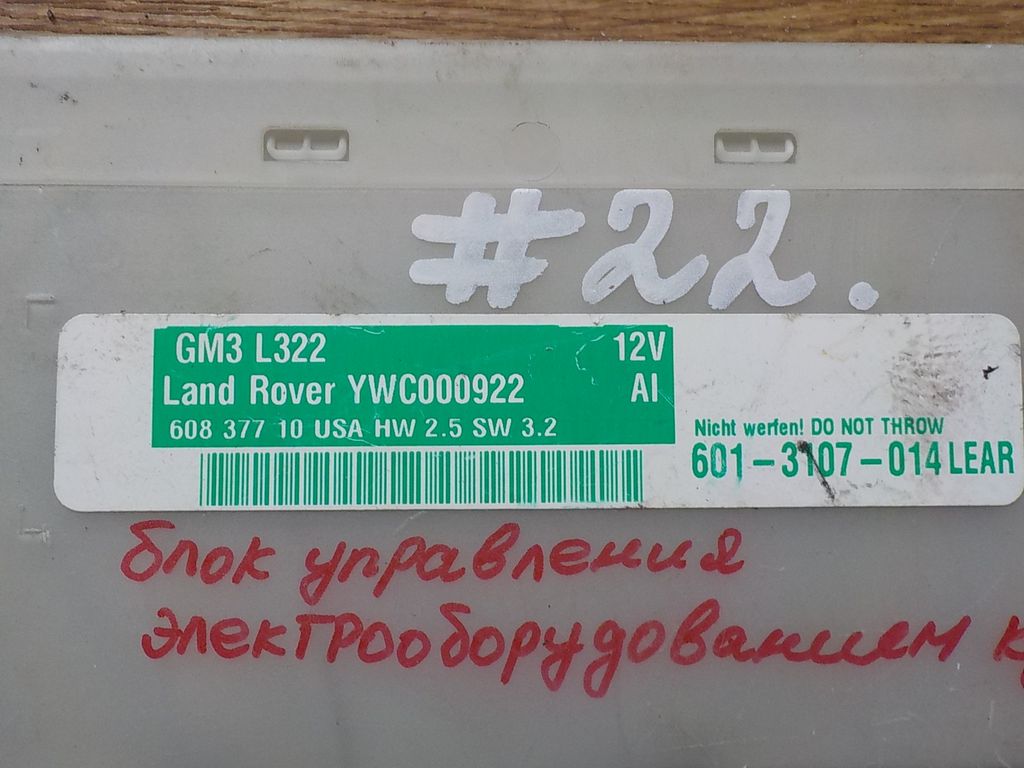 #22.
GM3 L322 12V
Land Rover YWC000922 AI
608 377 10 USA HW 2.5 SW 3.2
Nicht werfen! DO NOT THROW
601-3107-014 LEAR
блок управления
электрооборудованием